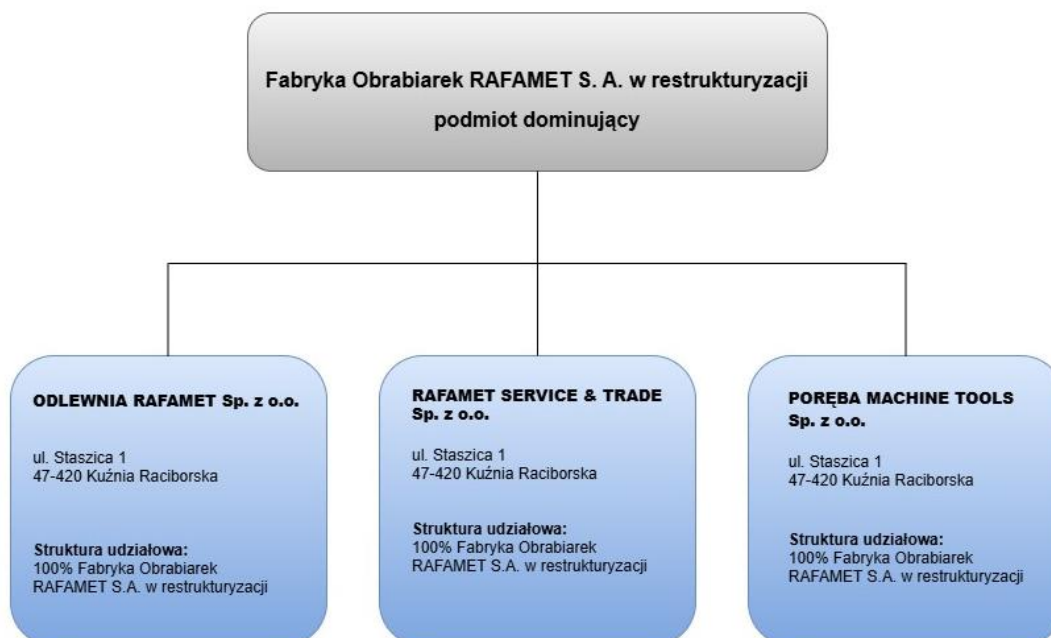 Fabryka Obrabiarek RAFAMET S. A. w restrukturyzacji
podmiot dominujący
ODLEWNIA RAFAMET Sp. z o.o.
ul. Staszica 1
47-420 Kuźnia Raciborska
Struktura udziałowa:
100% Fabryka Obrabiarek
RAFAMET S.A. w restrukturyzacji
RAFAMET SERVICE & TRADE
Sp. z o.o.
ul. Staszica 1
47-420 Kuźnia Raciborska
Struktura udziałowa:
100% Fabryka Obrabiarek
RAFAMET S.A. w restrukturyzacji
PORĘBA MACHINE TOOLS
Sp. z o.o.
ul. Staszica 1
47-420 Kuźnia Raciborska
Struktura udziałowa:
100% Fabryka Obrabiarek
RAFAMET S.A. w restrukturyzacji